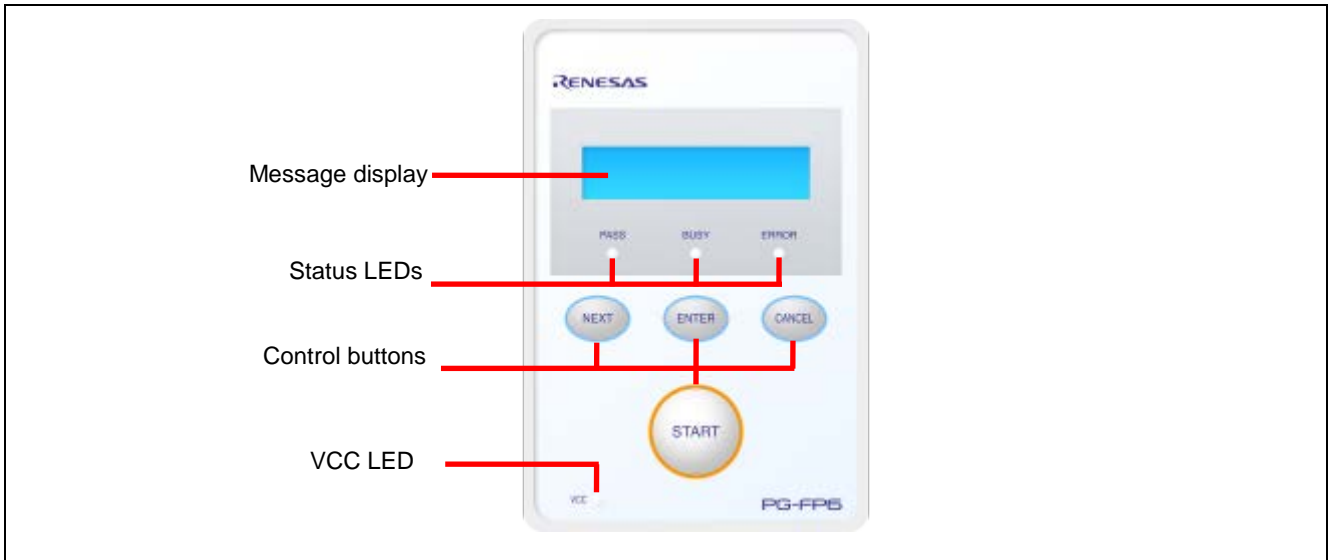 RENESAS
Message display
PASS BUSY ERROR
Status LEDs
NEXT ENTER CANCEL
Control buttons
START
VCC LED
VCC PG-FP6